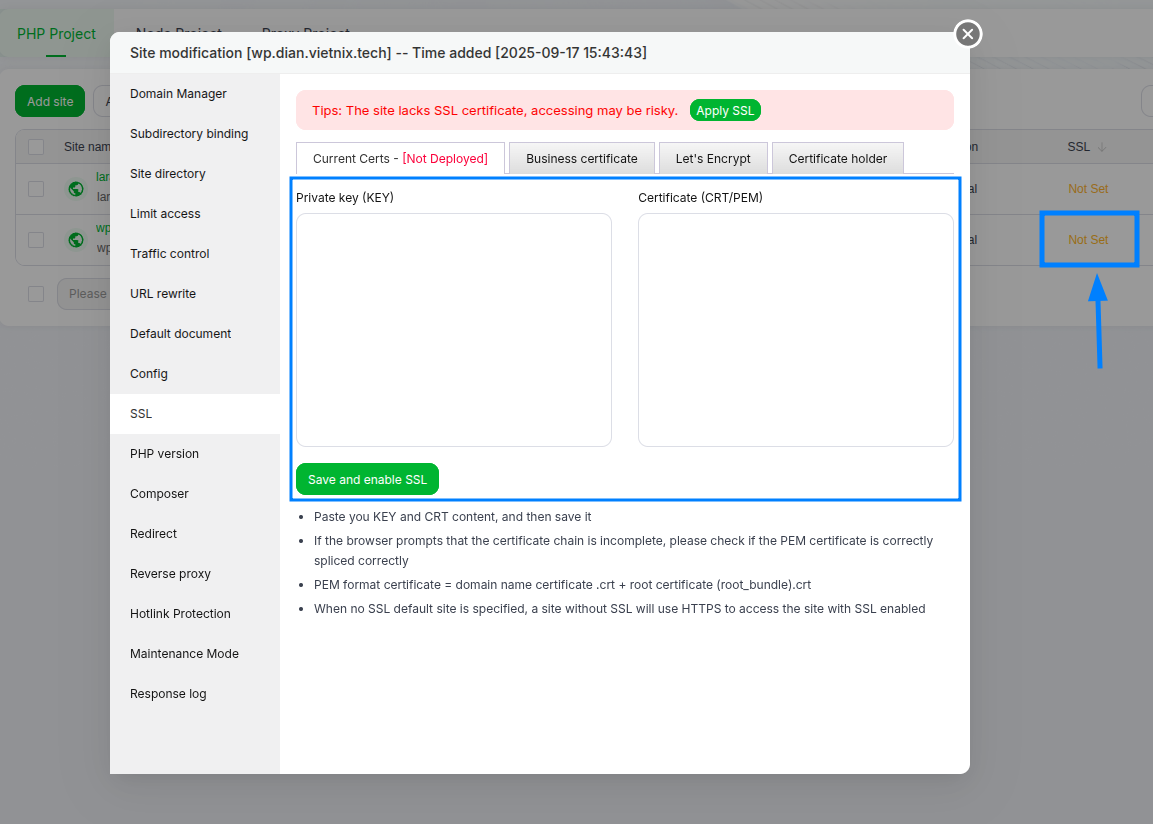 PHP Project
Node Project
Proxy Project
Site modification [wp.dian.vietnix.tech] -- Time added [2025-09-17 15:43:43]
Add site
Site nam
SSL
lar
lar
Not Set
wp
wp
al
Not Set
Please
Domain Manager
Subdirectory binding
Site directory
Limit access
Traffic control
URL rewrite
Default document
Config
SSL
PHP version
Composer
Redirect
Reverse proxy
Hotlink Protection
Maintenance Mode
Response log
Tips: The site lacks SSL certificate, accessing may be risky. Apply SSL
Current Certs - [Not Deployed] Business certificate Let's Encrypt Certificate holder
Private key (KEY) Certificate (CRT/PEM)
Save and enable SSL
Paste you KEY and CRT content, and then save it
If the browser prompts that the certificate chain is incomplete, please check if the PEM certificate is correctly
spliced correctly
PEM format certificate = domain name certificate .crt + root certificate (root_bundle).crt
When no SSL default site is specified, a site without SSL will use HTTPS to access the site with SSL enabled